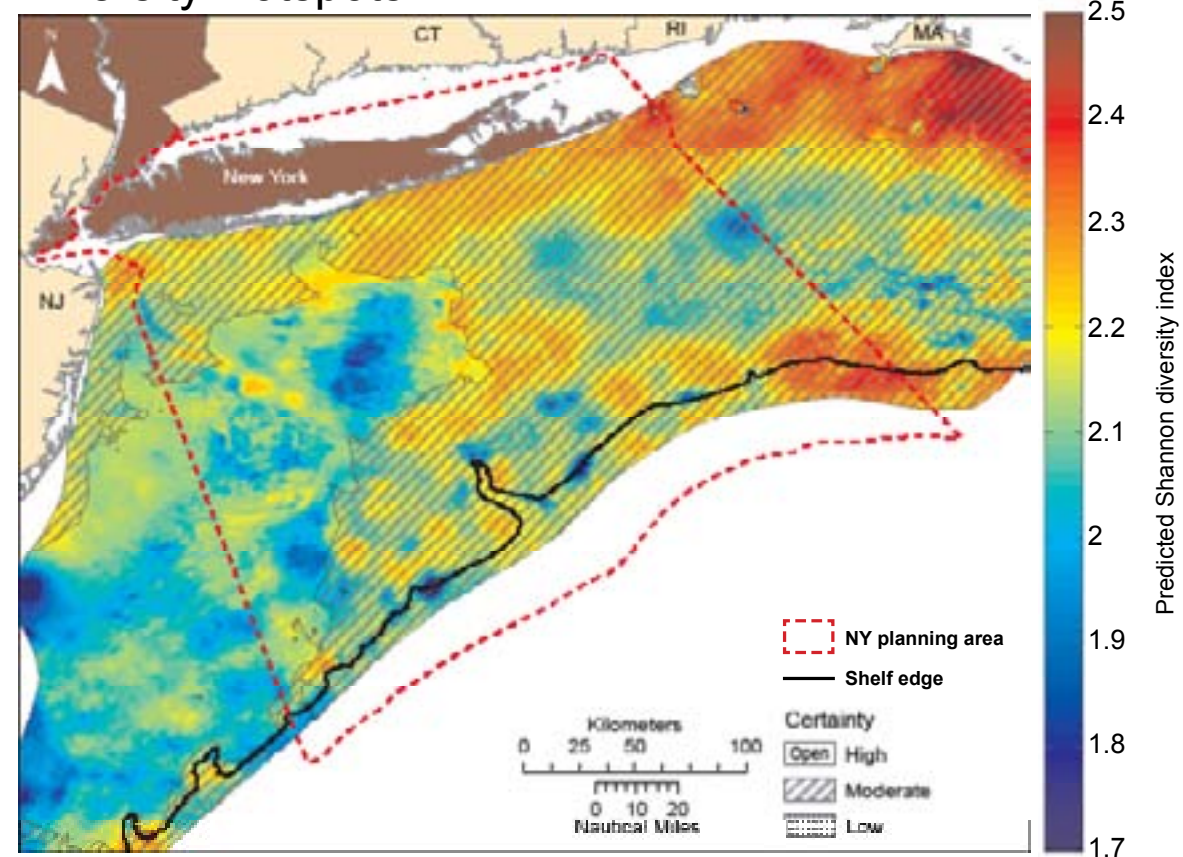 CT
RI
MA
N
New York
NJ
NY planning area
Shelf edge
Kilometers
0 25 50 100
0 10 20
Nautical Miles
Certainty
Open High
Moderate
Low
2.5
2.4
2.3
2.2
2.1
2
1.9
1.8
1.7
Predicted Shannon diversity index